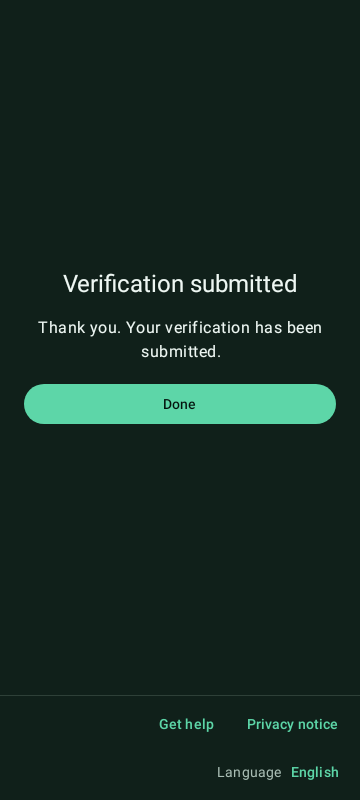 Verification submitted
Thank you. Your verification has been
submitted.
Done
Get help Privacy notice
Language English